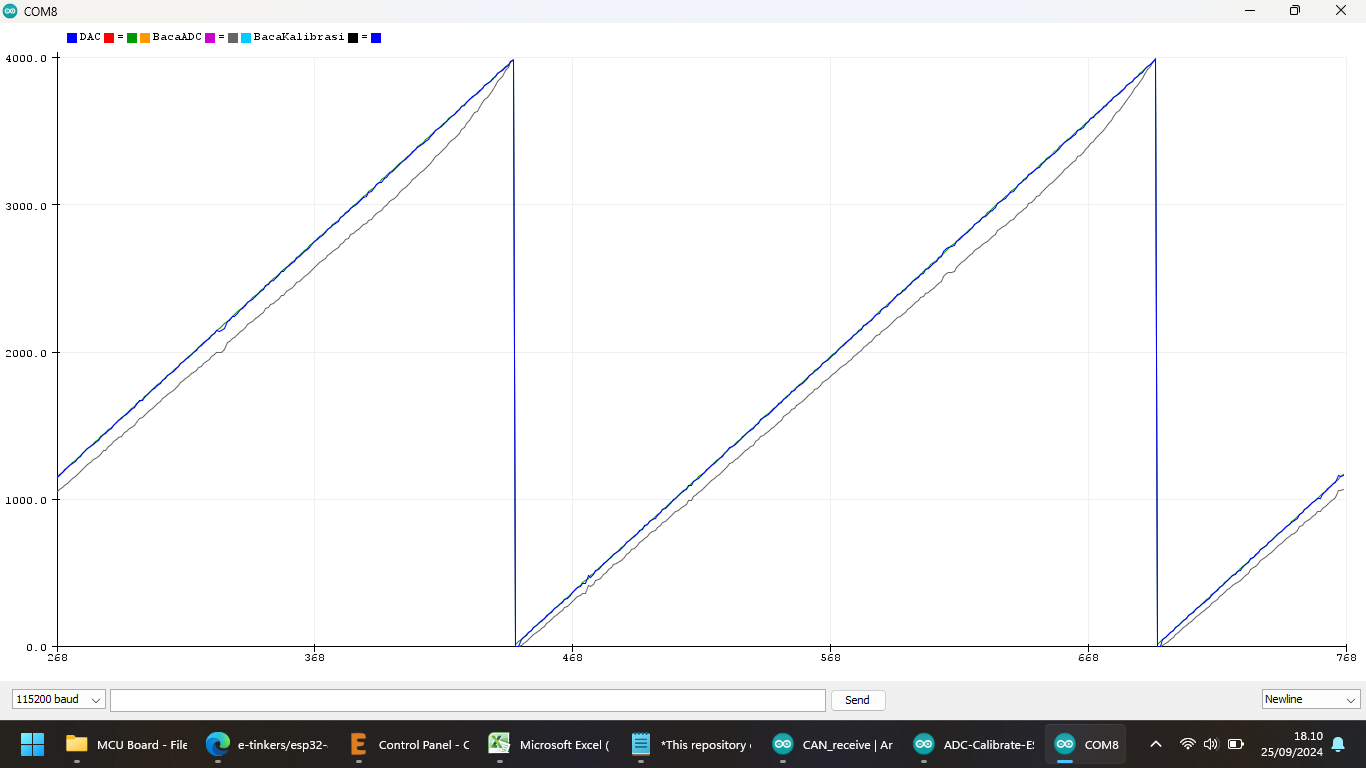 COM8
DAC = BacaADC = BacaKalibrasi =
4000.0
3000.0
2000.0
1000.0
0.0
268 368 468 568 668 768
115200 baud Send Newline
MCU Board - File e-tinkers/esp32- Control Panel - C Microsoft Excel ( *This repository CAN_receive | Ar ADC-Calibrate-ES COM8 18.10
25/09/2024